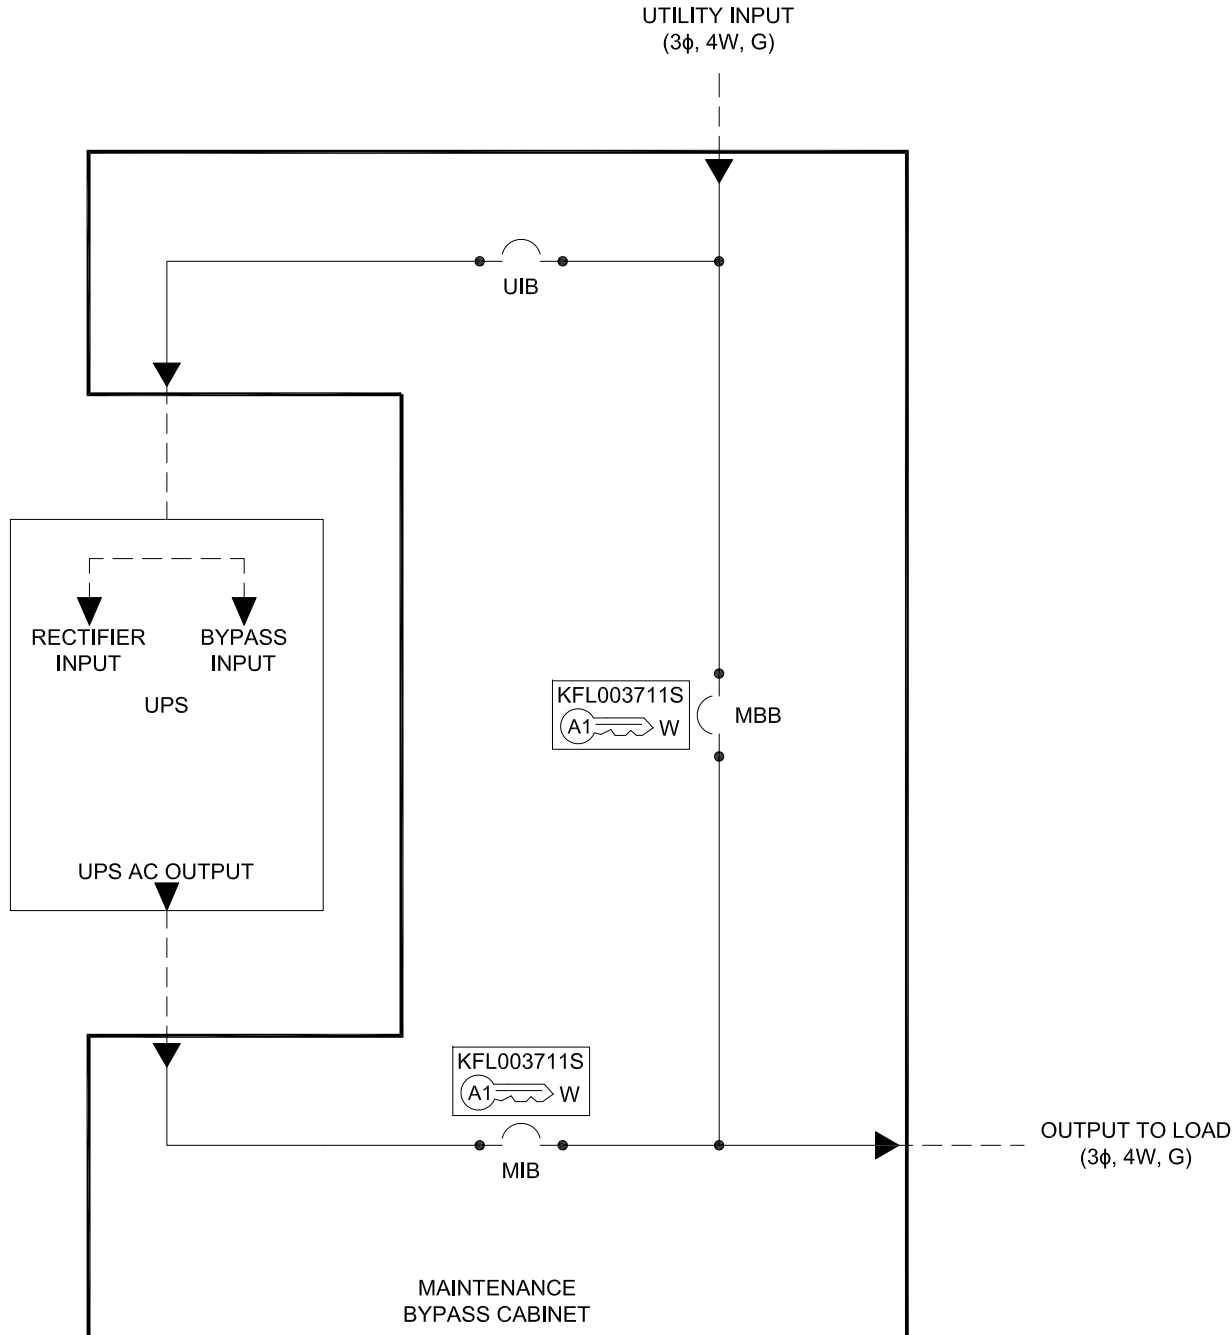 UTILITY INPUT
(3ϕ, 4W, G)
UIB
RECTIFIER
INPUT
BYPASS
INPUT
UPS
KFL003711S
A1 W
MBB
UPS AC OUTPUT
KFL003711S
A1 W
MIB
OUTPUT TO LOAD
(3ϕ, 4W, G)
MAINTENANCE
BYPASS CABINET